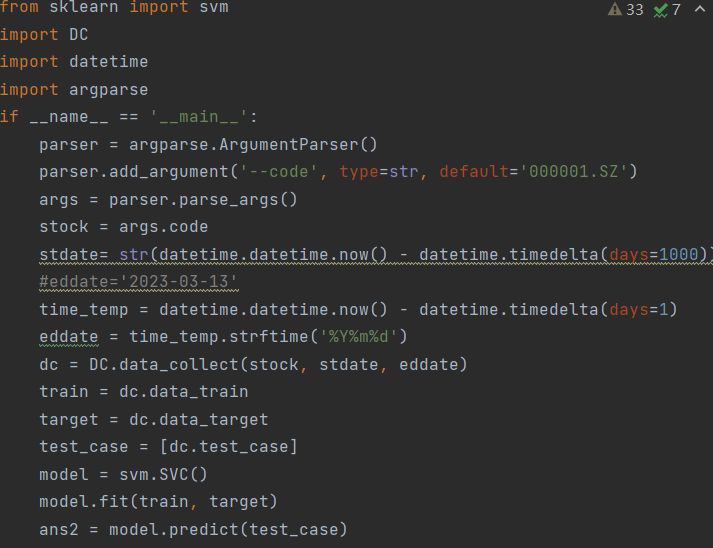 from sklearn import svm
33 7
import DC
import datetime
import argparse
if __name__ == '__main__':
    parser = argparse.ArgumentParser()
    parser.add_argument('--code', type=str, default='000001.SZ')
    args = parser.parse_args()
    stock = args.code
    stdate= str(datetime.datetime.now() - datetime.timedelta(days=1000))
    #eddate='2023-03-13'
    time_temp = datetime.datetime.now() - datetime.timedelta(days=1)
    eddate = time_temp.strftime('%Y%m%d')
    dc = DC.data_collect(stock, stdate, eddate)
    train = dc.data_train
    target = dc.data_target
    test_case = [dc.test_case]
    model = svm.SVC()
    model.fit(train, target)
    ans2 = model.predict(test_case)